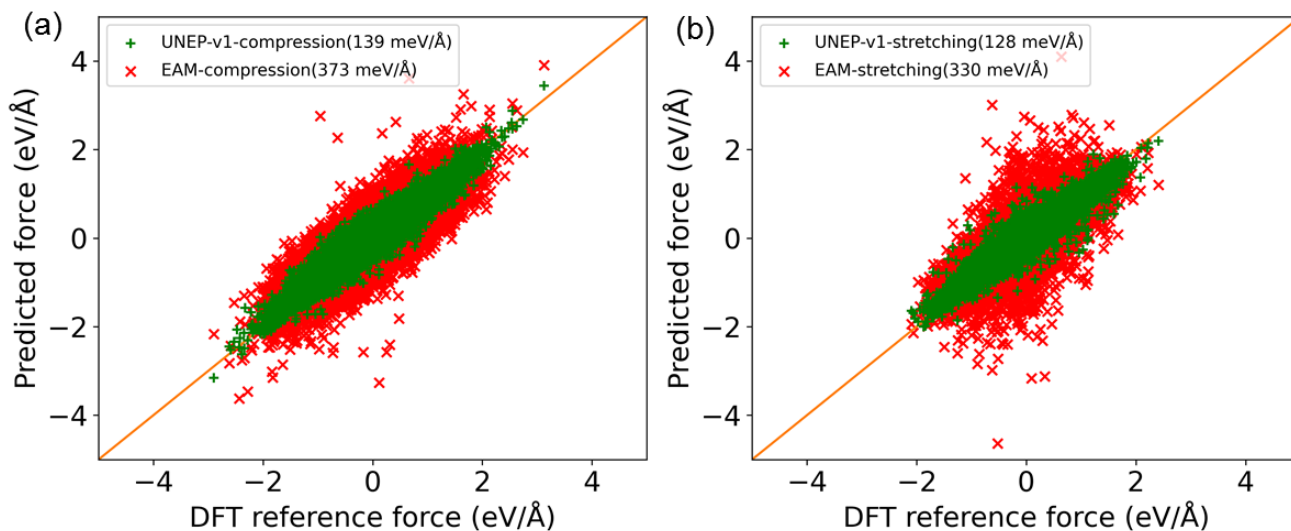 (a)
UNEP-v1-compression(139 meV/Å)
EAM-compression(373 meV/Å)
Predicted force (eV/Å)
4
2
0
−2
−4
−4 −2 0 2 4
DFT reference force (eV/Å)
(b)
UNEP-v1-stretching(128 meV/Å)
EAM-stretching(330 meV/Å)
Predicted force (eV/Å)
4
2
0
−2
−4
−4 −2 0 2 4
DFT reference force (eV/Å)